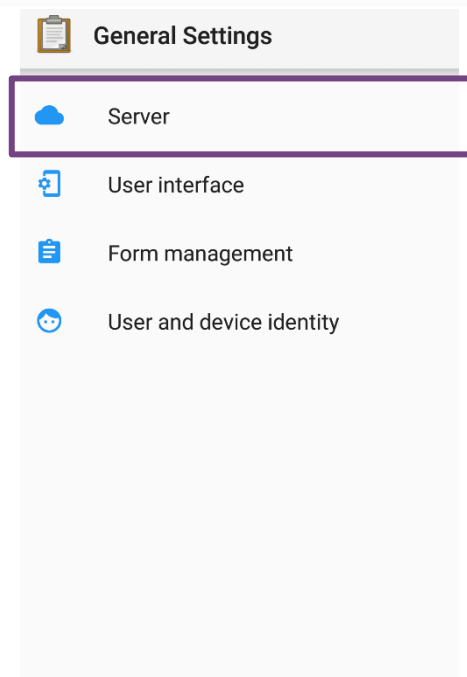 General Settings
Server
User interface
Form management
User and device identity